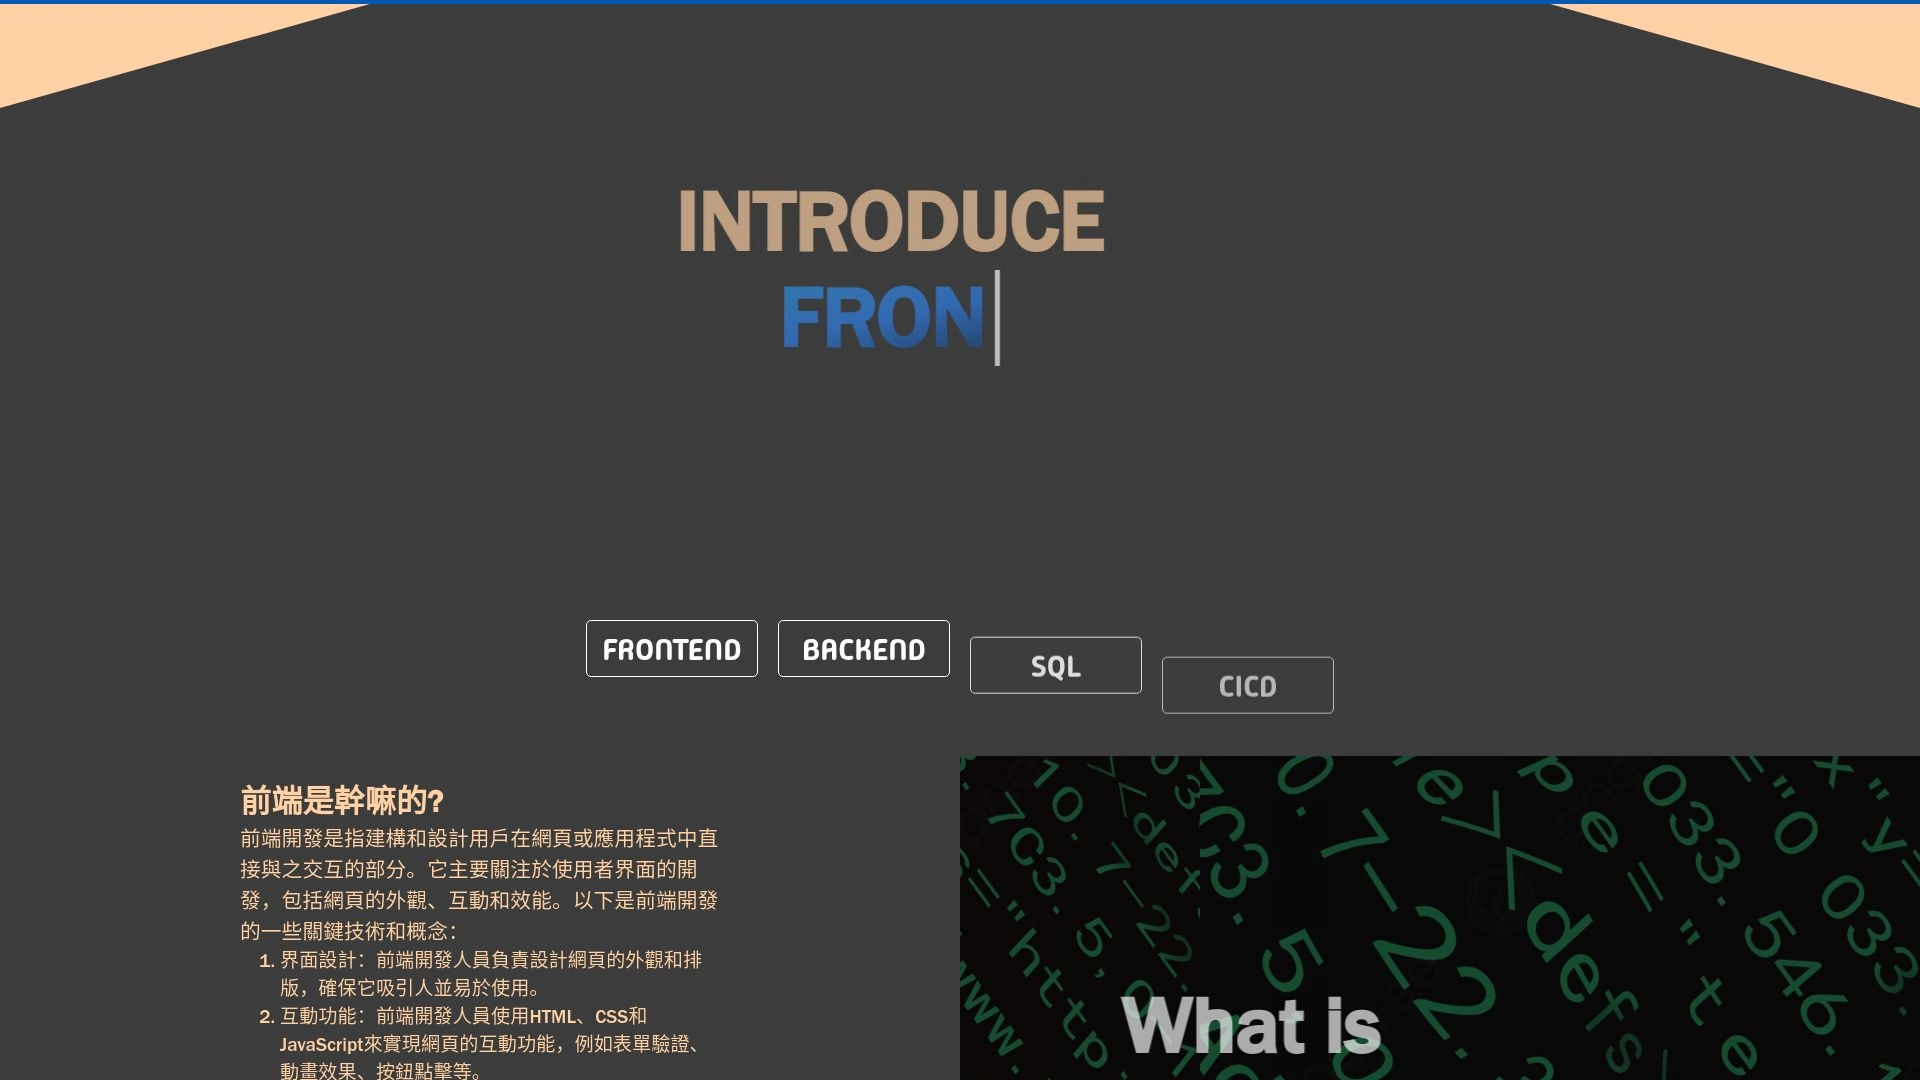 INTRODUCE
FRON
FRONTEND
BACKEND
SQL
CICD
前端是幹嘛的?
前端開發是指建構和設計用戶在網頁或應用程式中直
接與之交互的部分。它主要關注於使用者界面的開
發，包括網頁的外觀、互動和效能。以下是前端開發
的一些關鍵技術和概念：
1. 界面設計：前端開發人員負責設計網頁的外觀和排
版，確保它吸引人並易於使用。
2. 互動功能：前端開發人員使用HTML、CSS和
JavaScript來實現網頁的互動功能，例如表單驗證、
動畫效果、按鈕點擊等。
What is